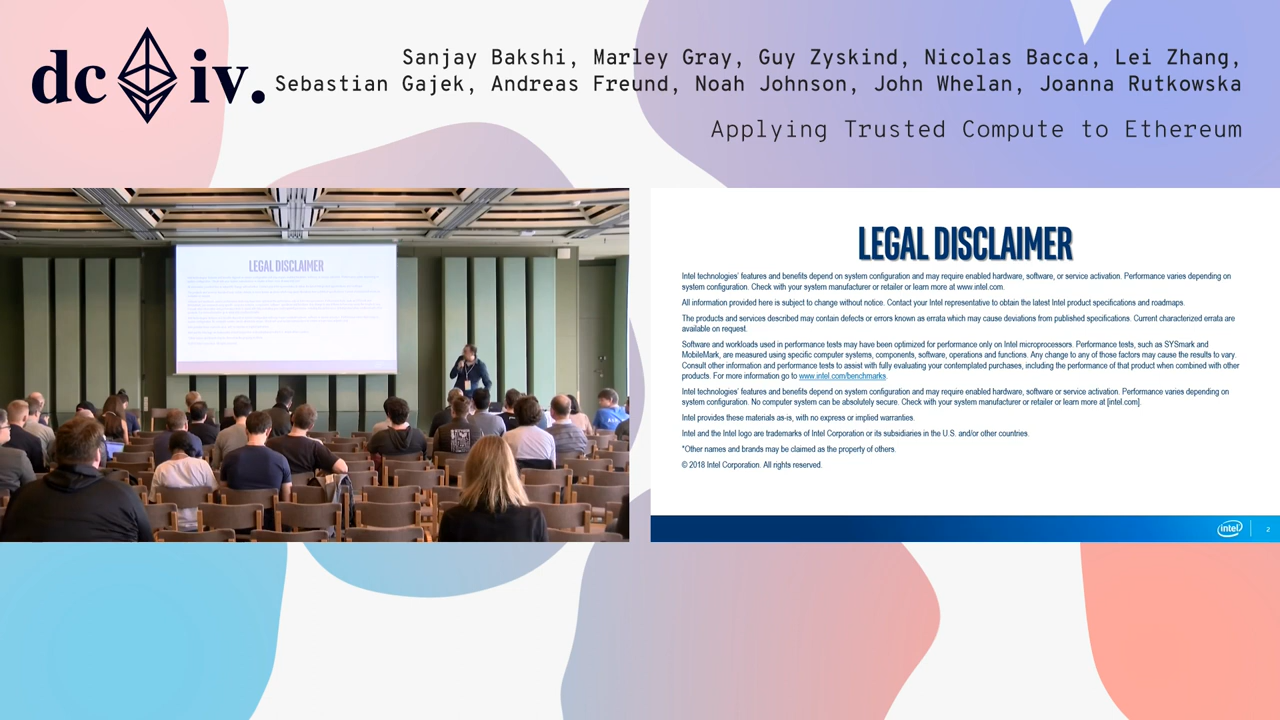 dc iv.
Sanjay Bakshi, Marley Gray, Guy Zyskind, Nicolas Bacca, Lei Zhang,
Sebastian Gajek, Andreas Freund, Noah Johnson, John Whelan, Joanna Rutkowska
Applying Trusted Compute to Ethereum
LEGAL DISCLAIMER
LEGAL DISCLAIMER
Intel technologies' features and benefits depend on system configuration and may require enabled hardware, software, or service activation. Performance varies depending on
system configuration. Check with your system manufacturer or retailer or learn more at www.intel.com.
All information provided here is subject to change without notice. Contact your Intel representative to obtain the latest Intel product specifications and roadmaps.
The products and services described may contain defects or errors known as errata which may cause deviations from published specifications. Current characterized errata are
available on request.
Software and workloads used in performance tests may have been optimized for performance only on Intel microprocessors. Performance tests, such as SYSmark and
MobileMark, are measured using specific computer systems, components, software, operations and functions. Any change to any of those factors may cause the results to vary.
Consult other information and performance tests to assist with fully evaluating your contemplated purchases, including the performance of that product when combined with other
products. For more information go to www.intel.com/benchmarks.
Intel technologies' features and benefits depend on system configuration and may require enabled hardware, software or service activation. Performance varies depending on
system configuration. No computer system can be absolutely secure. Check with your system manufacturer or retailer or learn more at [intel.com].
Intel provides these materials as-is, with no express or implied warranties.
Intel and the Intel logo are trademarks of Intel Corporation or its subsidiaries in the U.S. and/or other countries.
*Other names and brands may be claimed as the property of others.
© 2018 Intel Corporation. All rights reserved.
intel
2